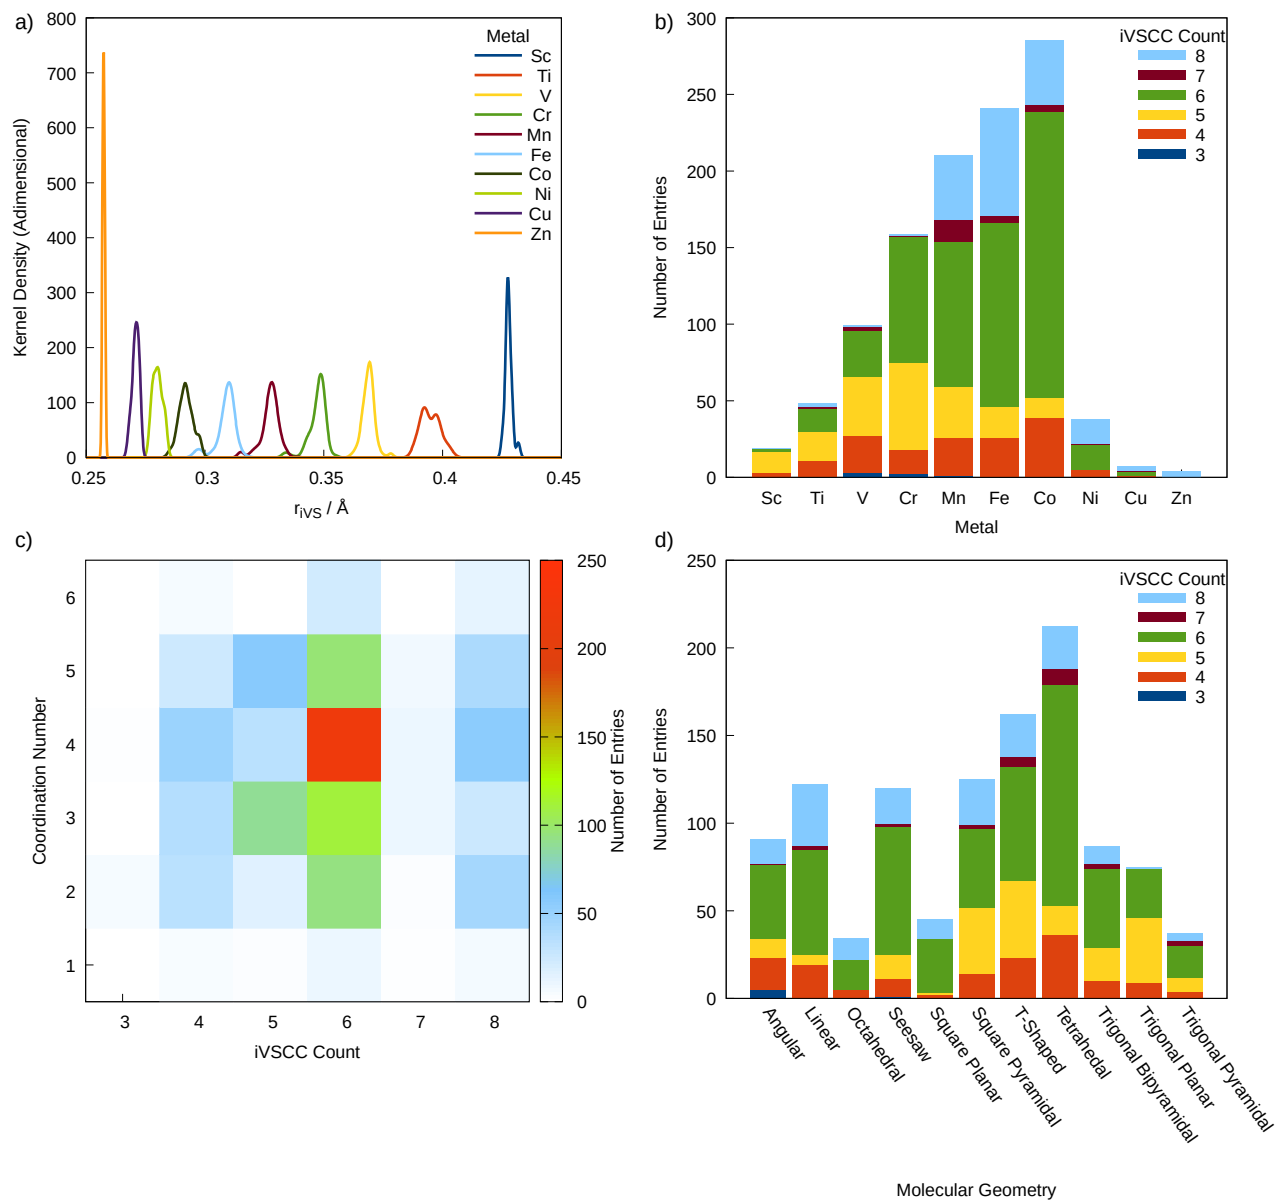 a)
800
700
600
500
400
300
200
100
0
Kernel Density (Adimensional)
Metal
Sc
Ti
V
Cr
Mn
Fe
Co
Ni
Cu
Zn
0.25
0.3
0.35
0.4
0.45
riVS / Å
b)
300
250
200
150
100
50
0
Number of Entries
iVSCC Count
8
7
6
5
4
3
Sc
Ti
V
Cr
Mn
Fe
Co
Ni
Cu
Zn
Metal
c)
6
5
4
3
2
1
Coordination Number
3
4
5
6
7
8
iVSCC Count
250
200
150
100
50
0
Number of Entries
d)
250
200
150
100
50
0
Number of Entries
iVSCC Count
8
7
6
5
4
3
Angular
Linear
Octahedral
Seesaw
Square Planar
Square Pyramidal
T-Shaped
Tetrahedal
Trigonal Bipyramidal
Trigonal Planar
Trigonal Pyramidal
Molecular Geometry